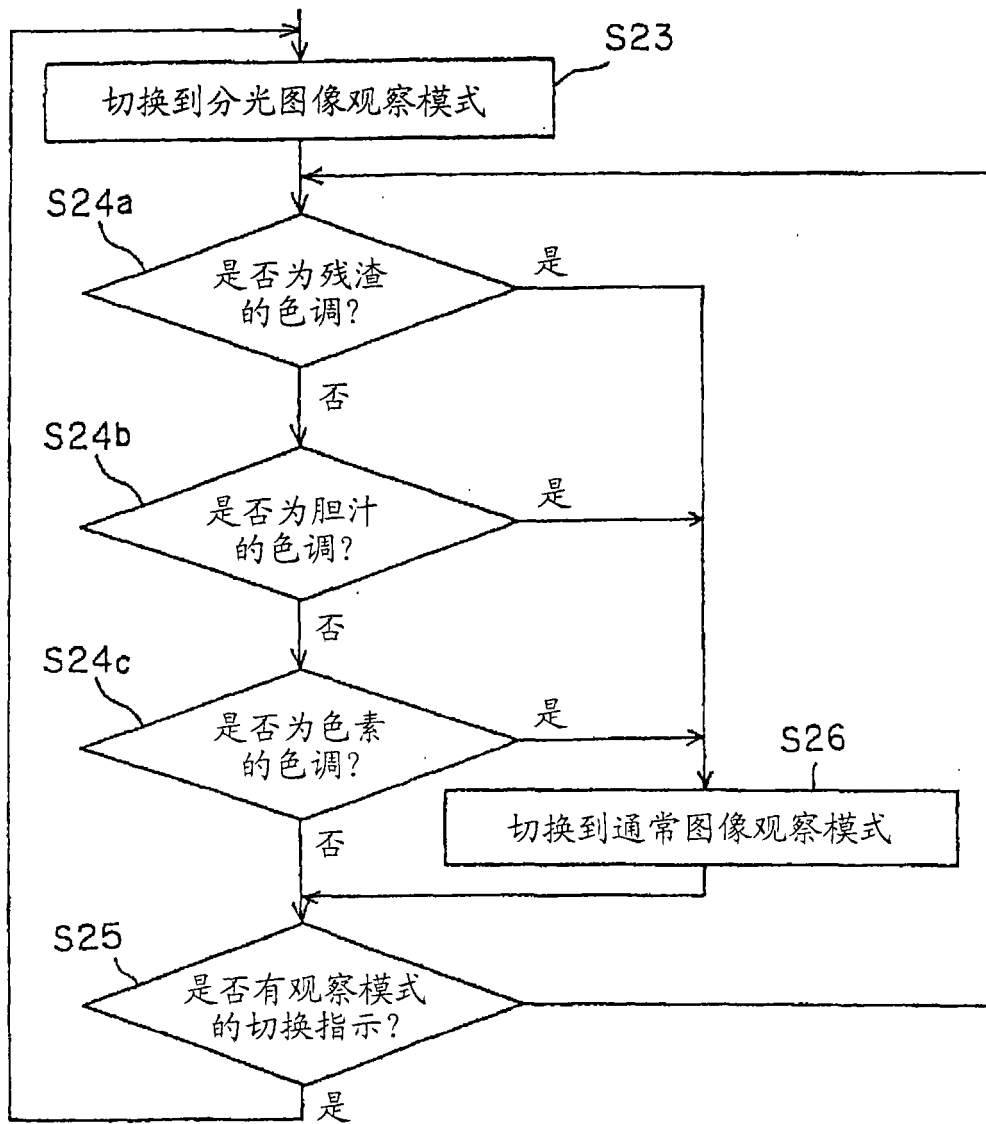 S23
切换到分光图像观察模式
S24a
是否为残渣
的色调?
是
否
S24b
是否为胆汁
的色调?
是
否
S24c
是否为色素
的色调?
是
否
S26
切换到通常图像观察模式
S25
是否有观察模式
的切换指示?
是